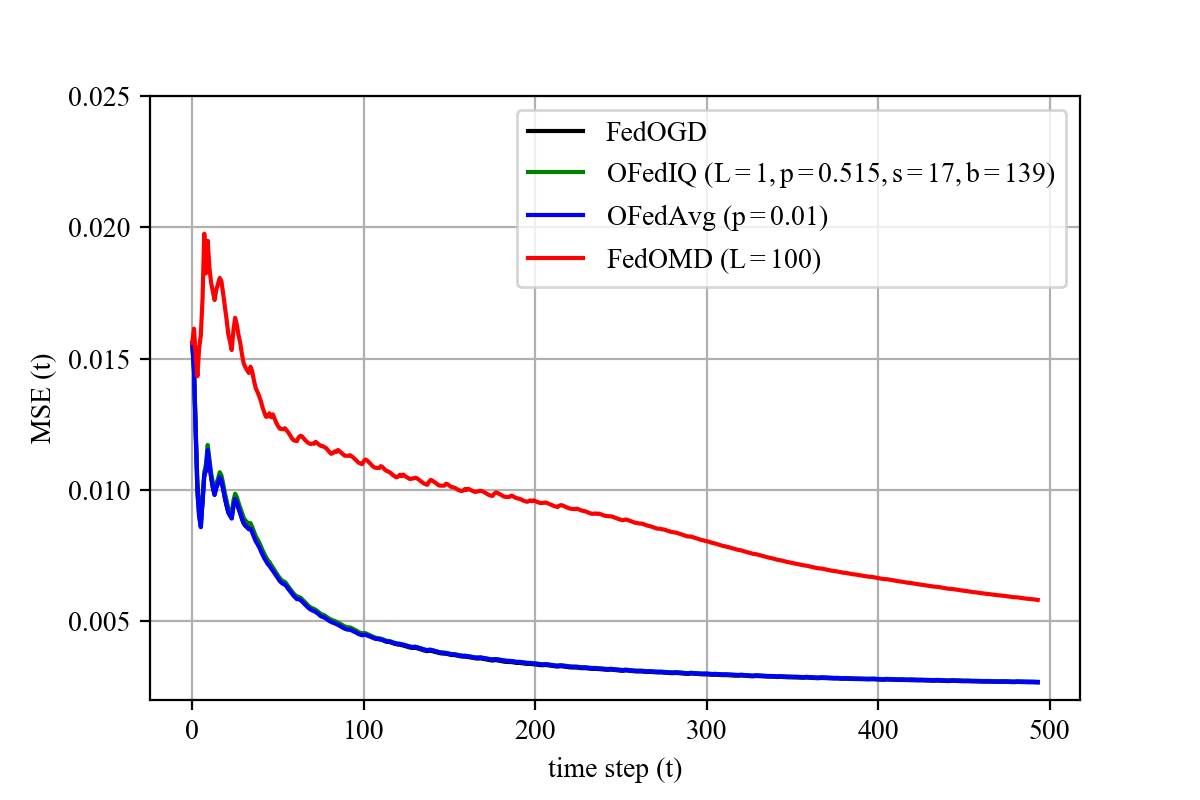 0.025
0.020
0.015
0.010
0.005
MSE (t)
FedOGD
OFedIQ (L=1, p=0.515, s=17, b=139)
OFedAvg (p=0.01)
FedOMD (L=100)
0 100 200 300 400 500
time step (t)